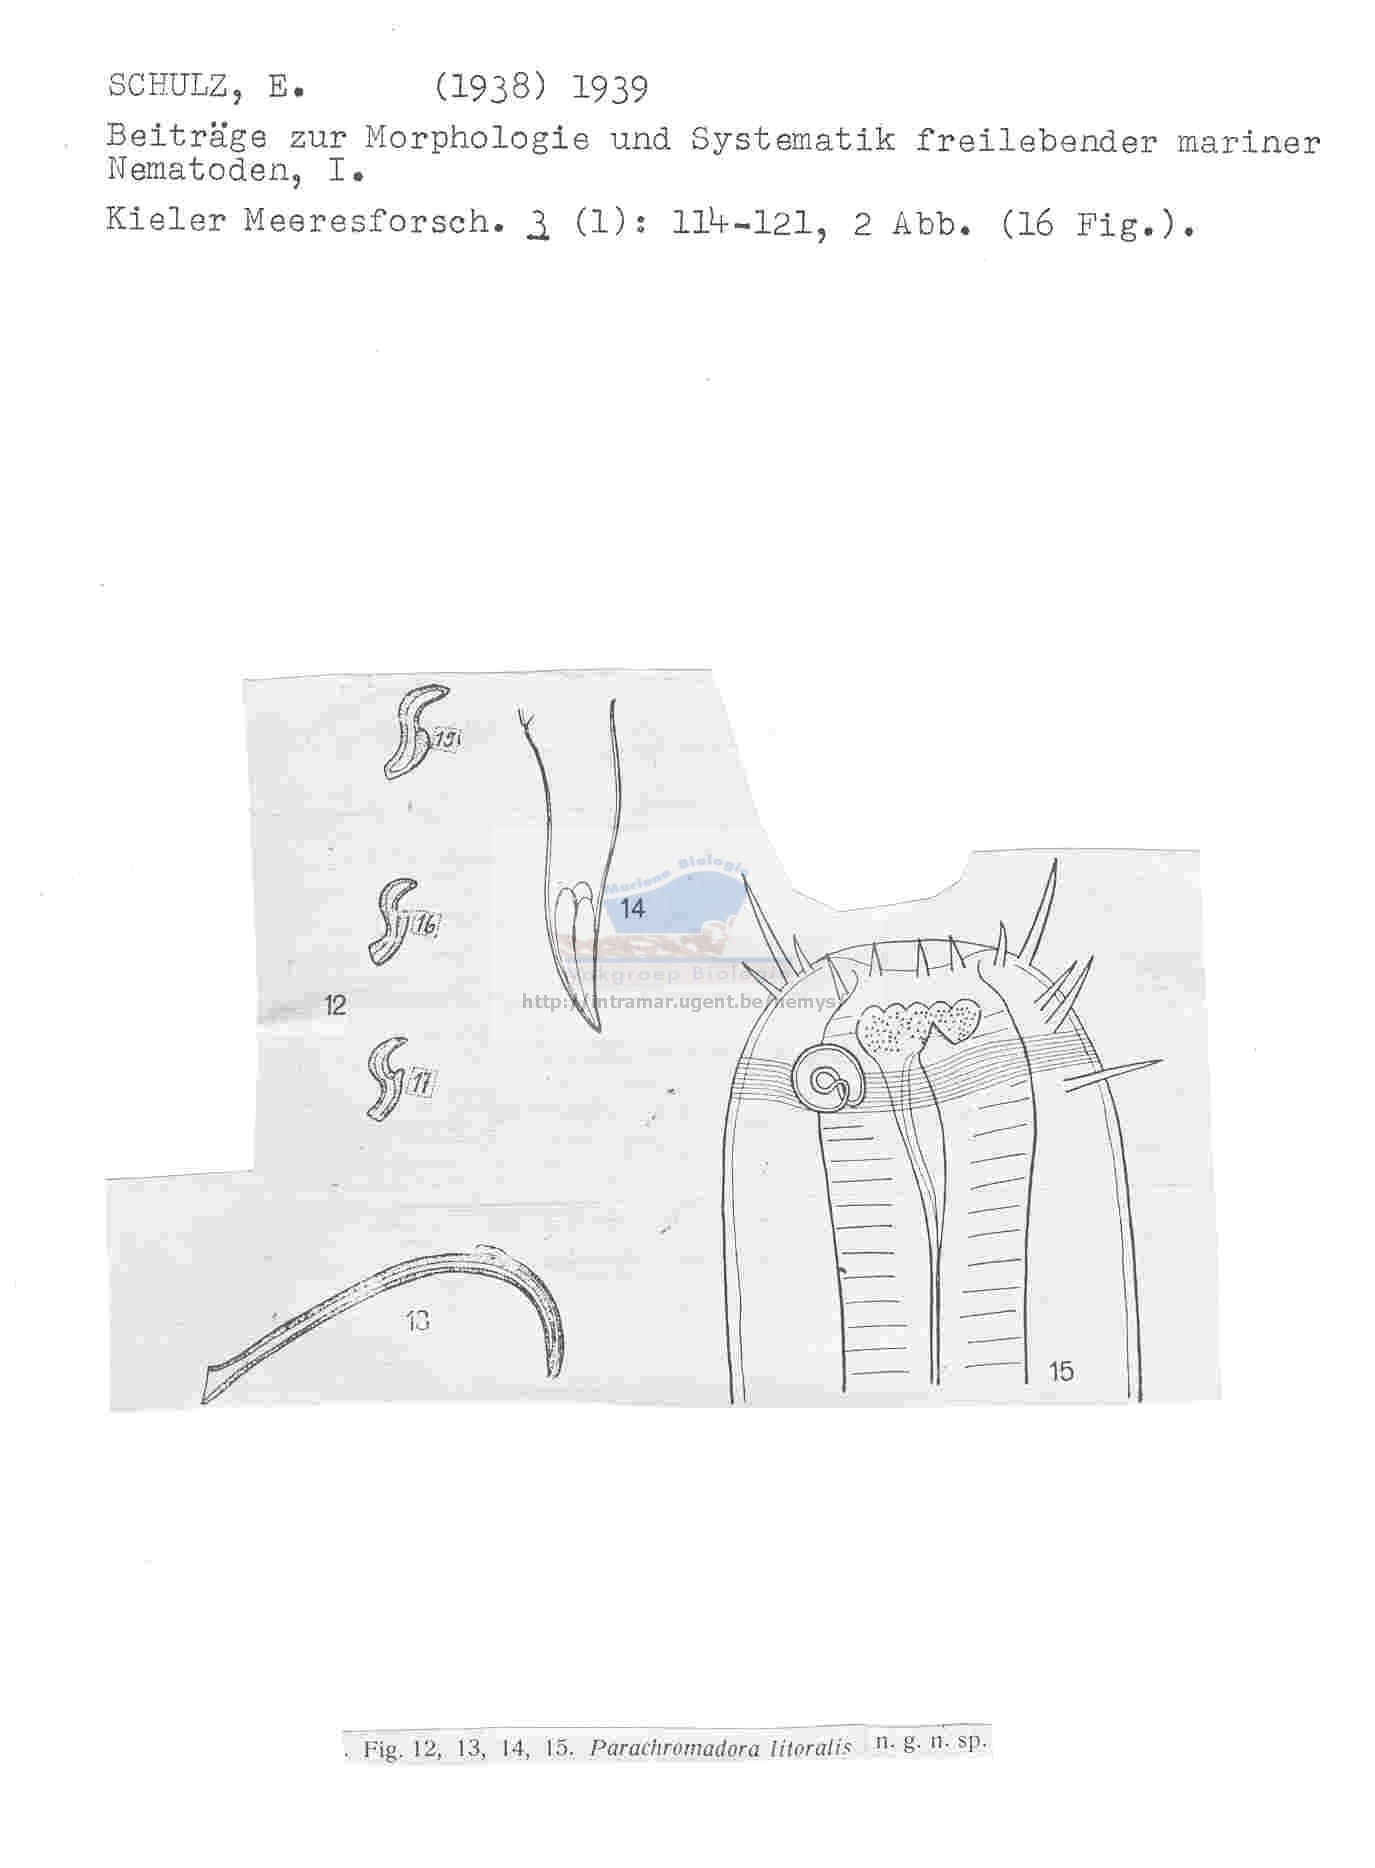 SCHULZ, E. (1938) 1939
Beiträge zur Morphologie und Systematik freilebender mariner
Nematoden, I.
Kieler Meeresforsch. 3 (1): 114-121, 2 Abb. (16 Fig.).
19
16
12
17
14
Mariene Biologie
Vakgroep Biologie
http://intramar.ugent.be/nemys
13
15
. Fig. 12, 13, 14, 15. Parachromadora litoralis n. g. n. sp.